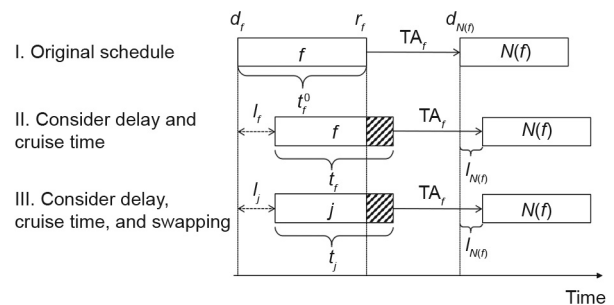 d_f r_f d_N(f)
I. Original schedule f TA_f N(f)
t_f^0
II. Consider delay and
cruise time l_f f TA_f N(f)
t_f l_N(f)
III. Consider delay,
cruise time, and swapping l_j j TA_f N(f)
t_j l_N(f)
Time